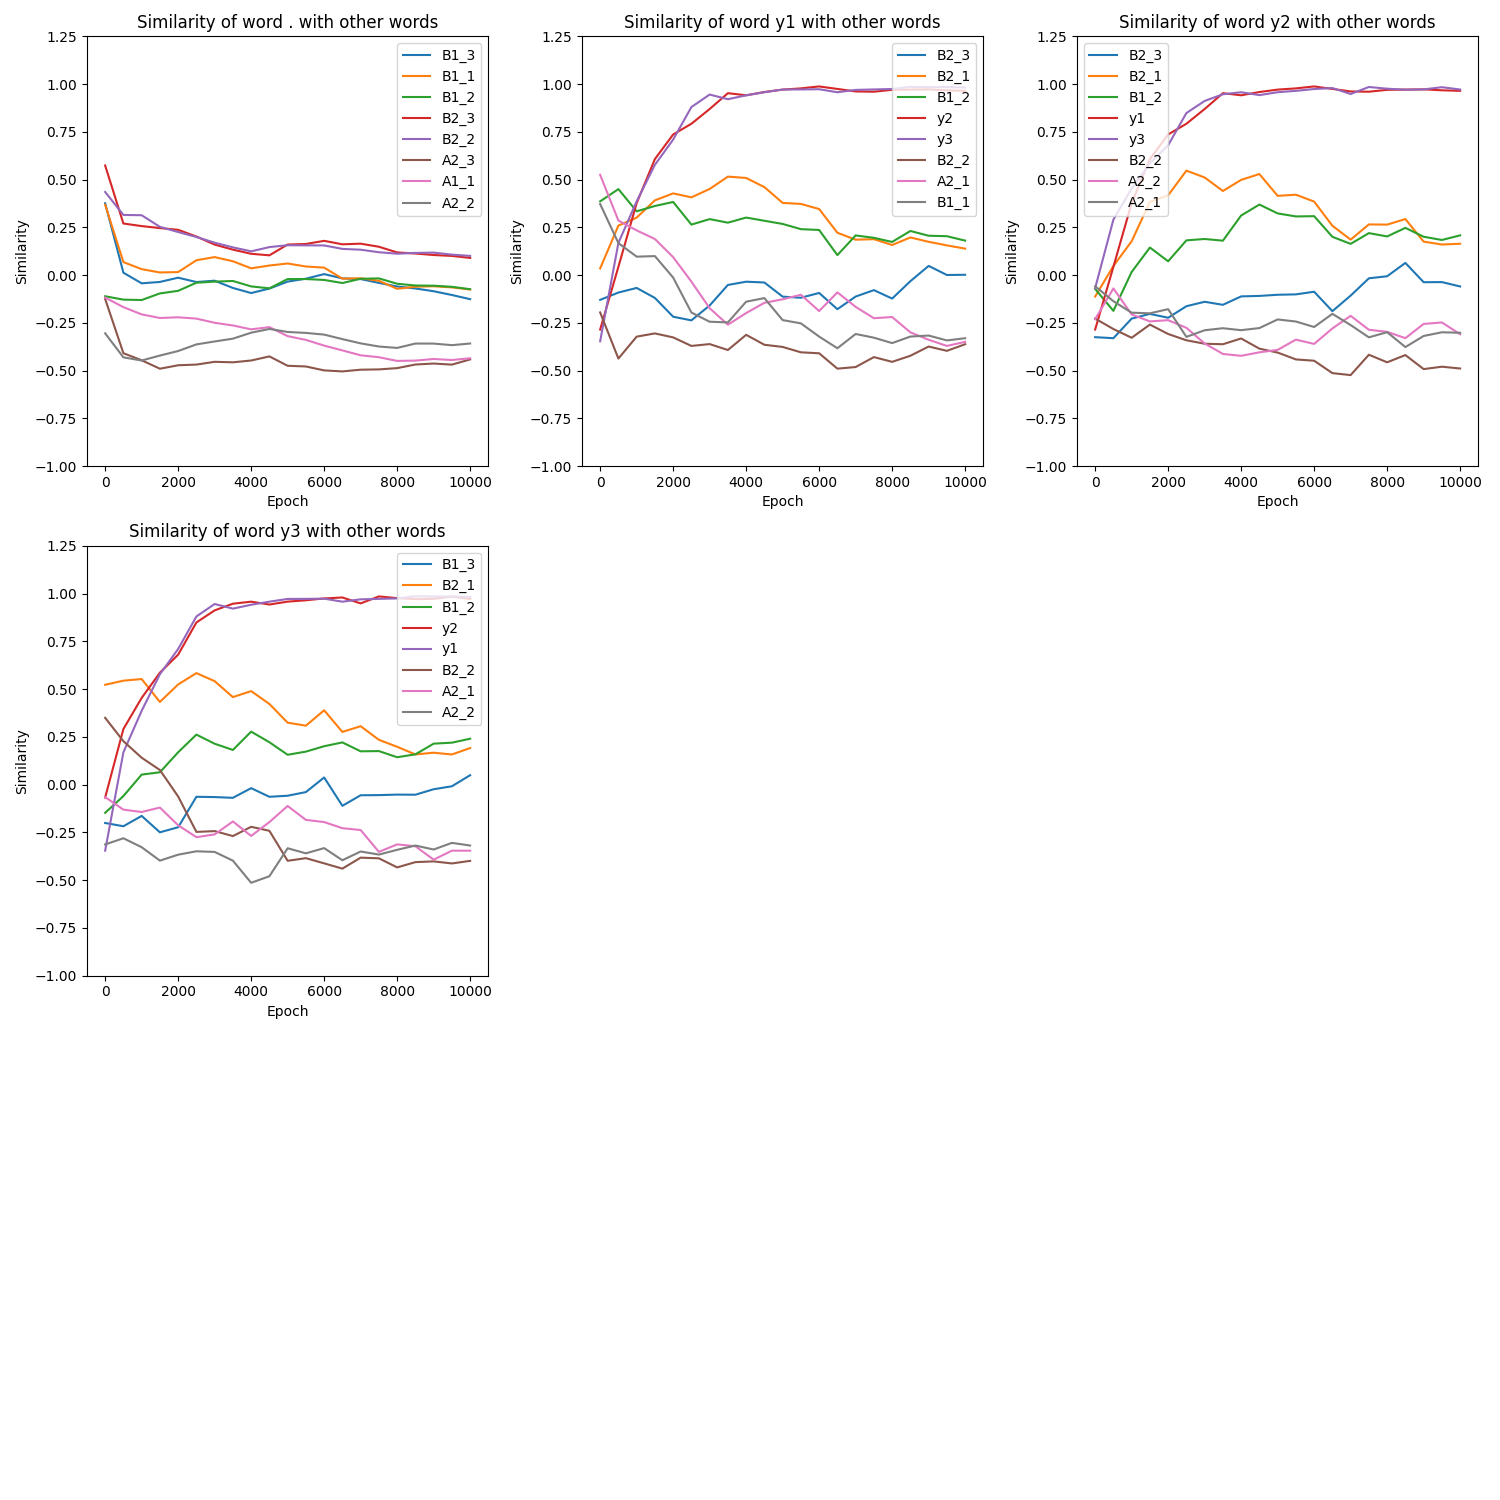 Similarity of word . with other words
1.25
1.00
0.75
0.50
0.25
0.00
−0.25
−0.50
−0.75
−1.00
Similarity
0 2000 4000 6000 8000 10000
Epoch
B1_3
B1_1
B1_2
B2_3
B2_2
A2_3
A1_1
A2_2
Similarity of word y1 with other words
1.25
1.00
0.75
0.50
0.25
0.00
−0.25
−0.50
−0.75
−1.00
Similarity
0 2000 4000 6000 8000 10000
Epoch
B2_3
B2_1
B1_2
y2
y3
B2_2
A2_1
B1_1
Similarity of word y2 with other words
1.25
1.00
0.75
0.50
0.25
0.00
−0.25
−0.50
−0.75
−1.00
Similarity
0 2000 4000 6000 8000 10000
Epoch
B2_3
B2_1
B1_2
y1
y3
B2_2
A2_2
A2_1
Similarity of word y3 with other words
1.25
1.00
0.75
0.50
0.25
0.00
−0.25
−0.50
−0.75
−1.00
Similarity
0 2000 4000 6000 8000 10000
Epoch
B1_3
B2_1
B1_2
y2
y1
B2_2
A2_1
A2_2